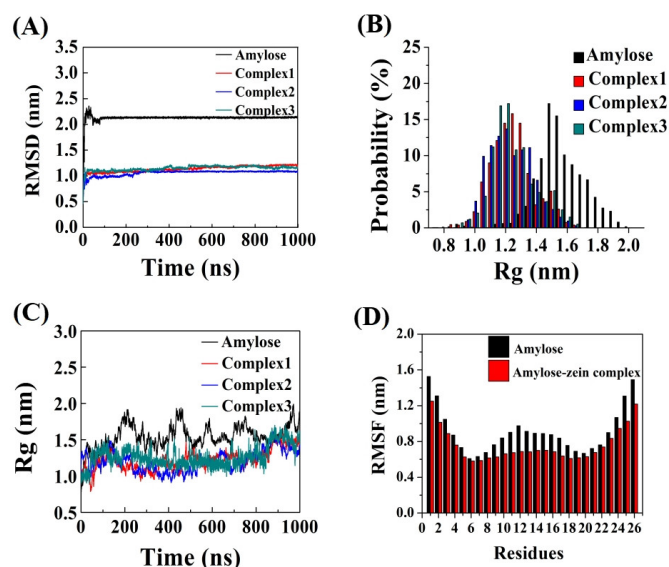 (A)
3.5
3.0
2.5
2.0
1.5
1.0
0.5
0.0
RMSD (nm)
Amylose
Complex1
Complex2
Complex3
0 200 400 600 800 1000
Time (ns)
(B)
25
20
15
10
5
0
Probability (%)
Amylose
Complex1
Complex2
Complex3
0.8 1.0 1.2 1.4 1.6 1.8 2.0
Rg (nm)
(C)
3.0
2.5
2.0
1.5
1.0
0.5
Rg (nm)
Amylose
Complex1
Complex2
Complex3
0 200 400 600 800 1000
Time (ns)
(D)
2.0
1.6
1.2
0.8
0.4
0.0
RMSF (nm)
Amylose
Amylose-zein complex
0 2 4 6 8 10 12 14 16 18 20 22 24 26
Residues